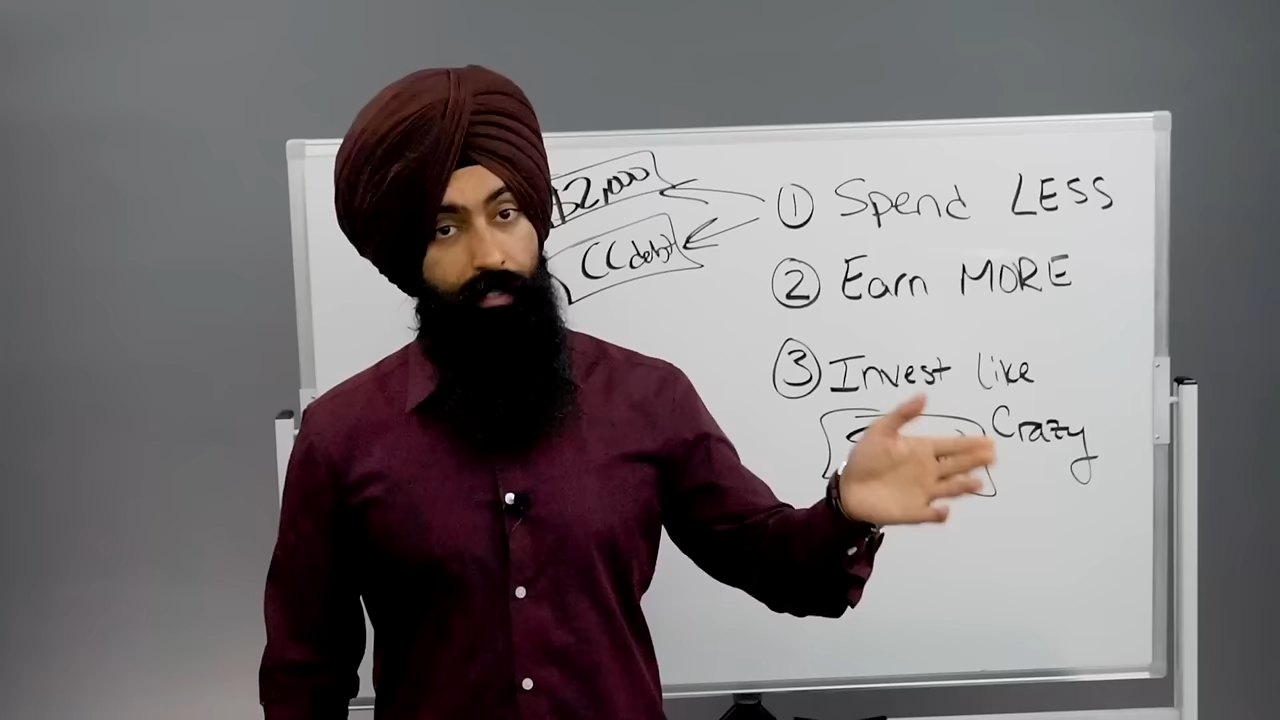 $2,000
CC debt
① Spend LESS
② Earn MORE
③ Invest like
Crazy